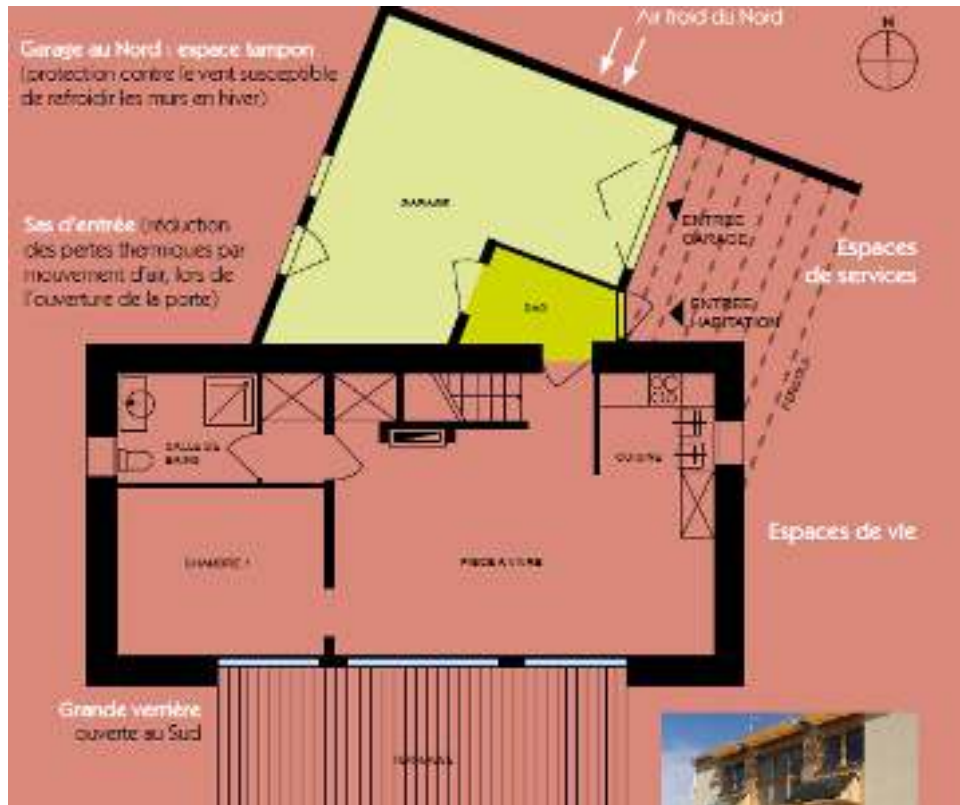 Air froid du Nord
N
Garage au Nord : espace tampon
(protection contre le vent susceptible
de refroidir les murs en hiver)
GARAGE
Sas d'entrée (réduction
des pertes thermiques par
mouvement d'air, lors de
l'ouverture de la porte)
ENTREE
GARAGE
Espaces
de services
SAS
ENTREE
HABITATION
SALLE DE
BAINS
CUISINE
CHAMBRE 1
PIECE A VIVRE
Espaces de vie
Grande verrière
ouverte au Sud
TERRASSE